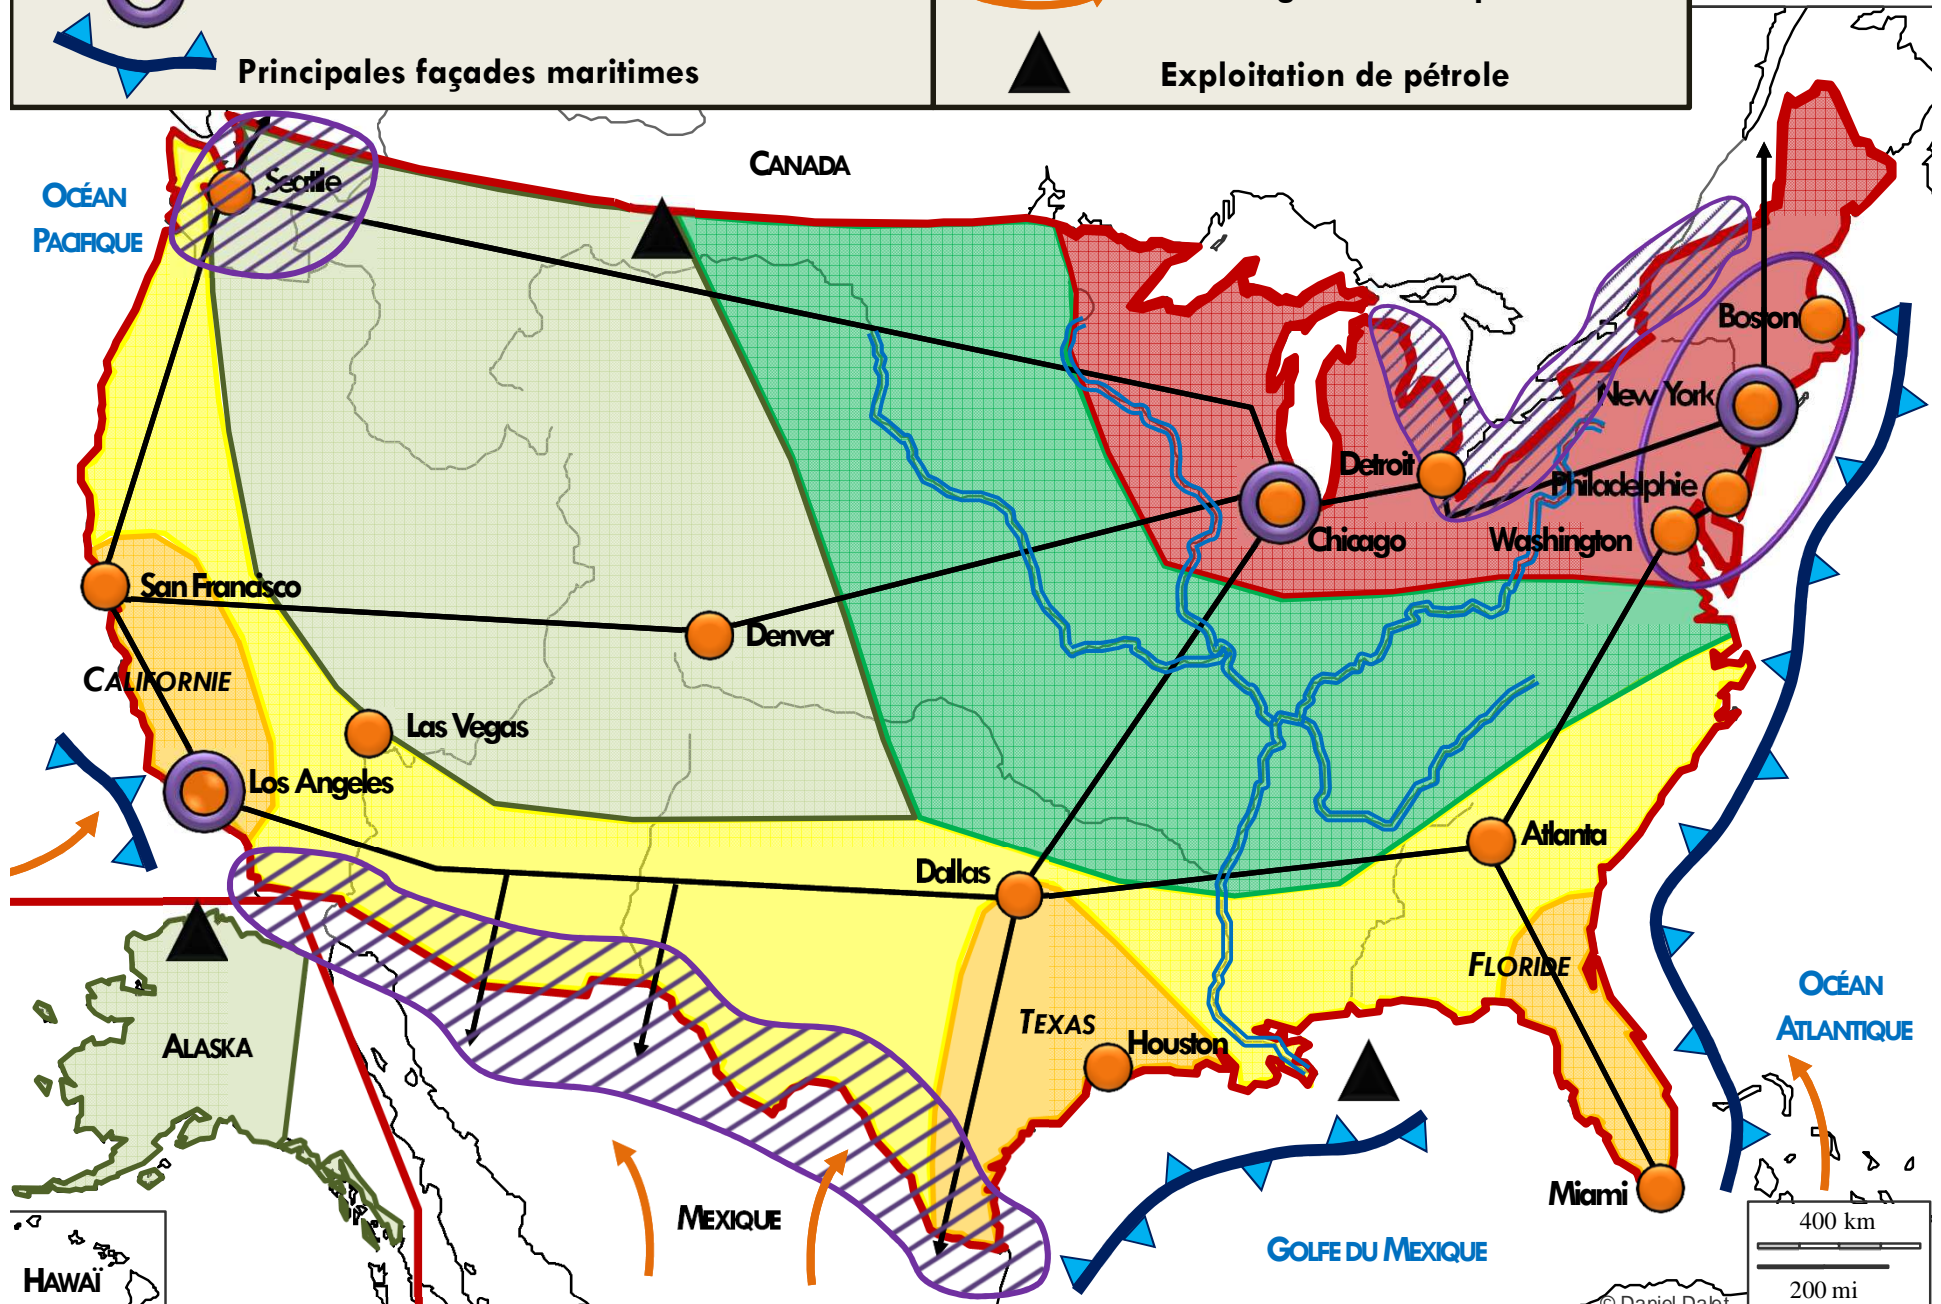 Principales façades maritimes
Exploitation de pétrole
CANADA
OCÉAN
PACIFIQUE
Seattle
Boston
New York
Detroit
Philadelphie
Chicago
Washington
San Francisco
Denver
CALIFORNIE
Las Vegas
Los Angeles
Atlanta
Dallas
FLORIDE
OCÉAN
ATLANTIQUE
TEXAS
Houston
ALASKA
Miami
MEXIQUE
GOLFE DU MEXIQUE
HAWAÏ
400 km
200 mi